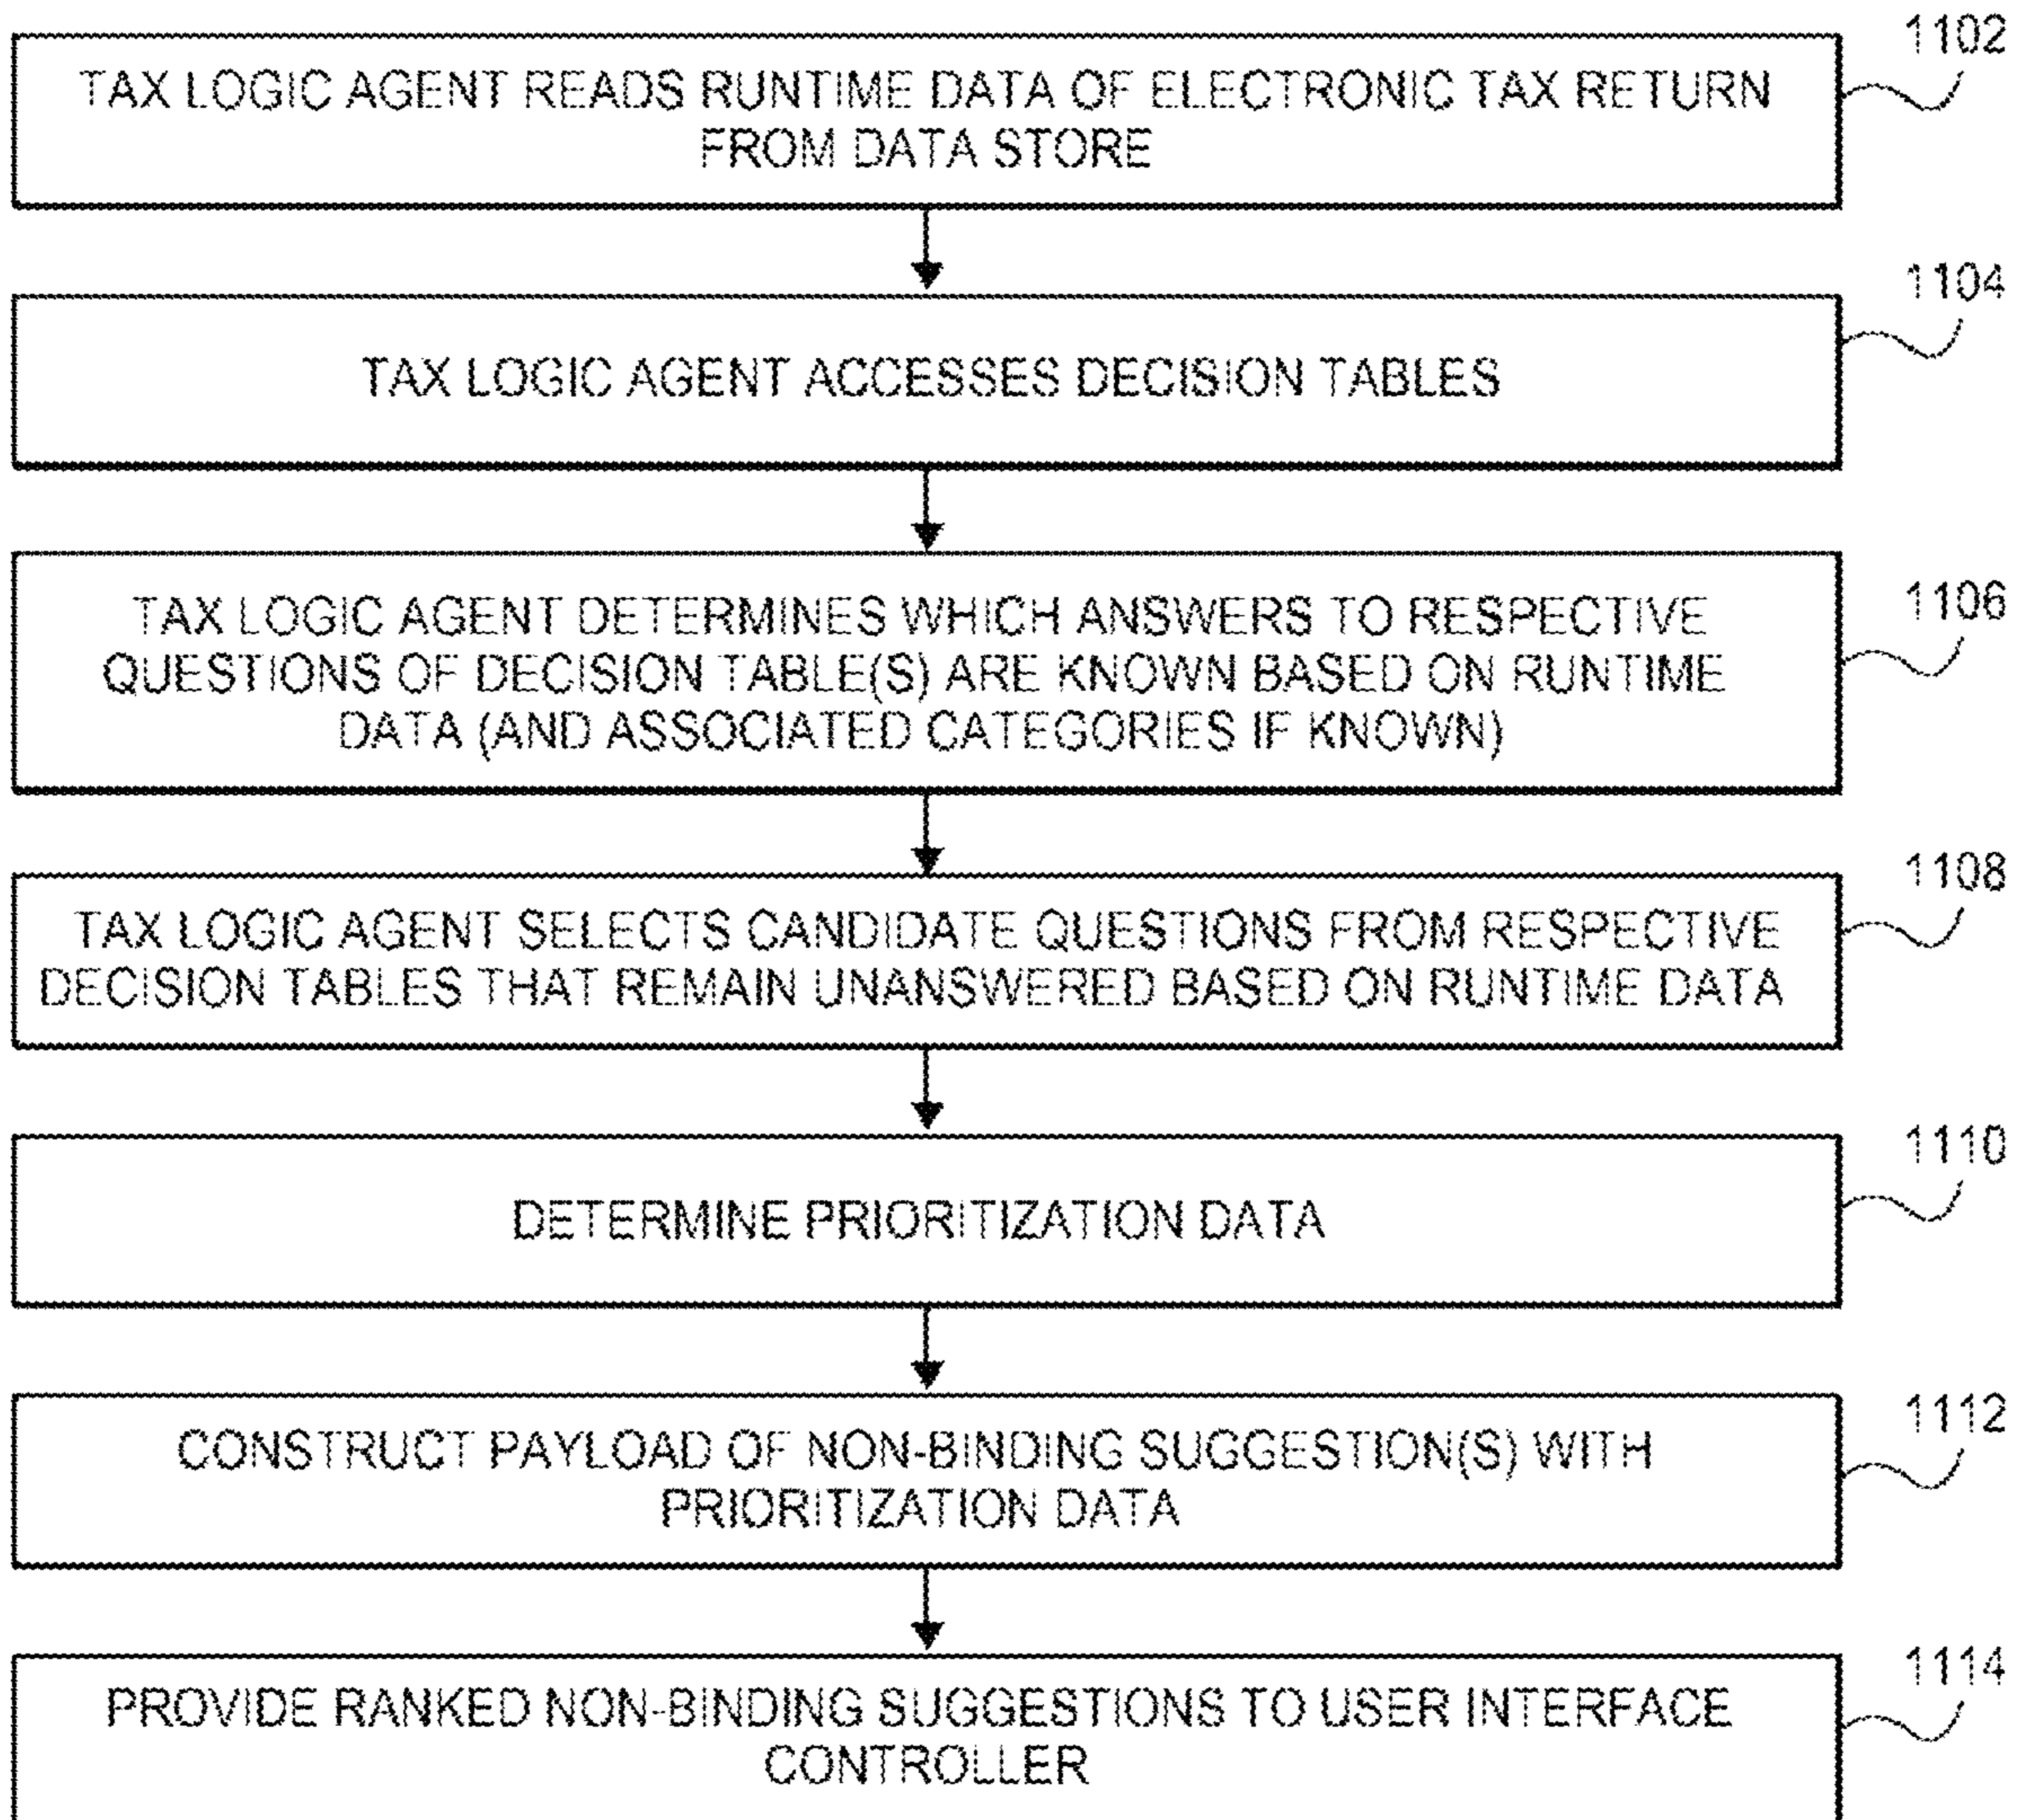 1102
TAX LOGIC AGENT READS RUNTIME DATA OF ELECTRONIC TAX RETURN
FROM DATA STORE
1104
TAX LOGIC AGENT ACCESSES DECISION TABLES
1106
TAX LOGIC AGENT DETERMINES WHICH ANSWERS TO RESPECTIVE
QUESTIONS OF DECISION TABLE(S) ARE KNOWN BASED ON RUNTIME
DATA (AND ASSOCIATED CATEGORIES IF KNOWN)
1108
TAX LOGIC AGENT SELECTS CANDIDATE QUESTIONS FROM RESPECTIVE
DECISION TABLES THAT REMAIN UNANSWERED BASED ON RUNTIME DATA
1110
DETERMINE PRIORITIZATION DATA
1112
CONSTRUCT PAYLOAD OF NON-BINDING SUGGESTION(S) WITH
PRIORITIZATION DATA
1114
PROVIDE RANKED NON-BINDING SUGGESTIONS TO USER INTERFACE
CONTROLLER